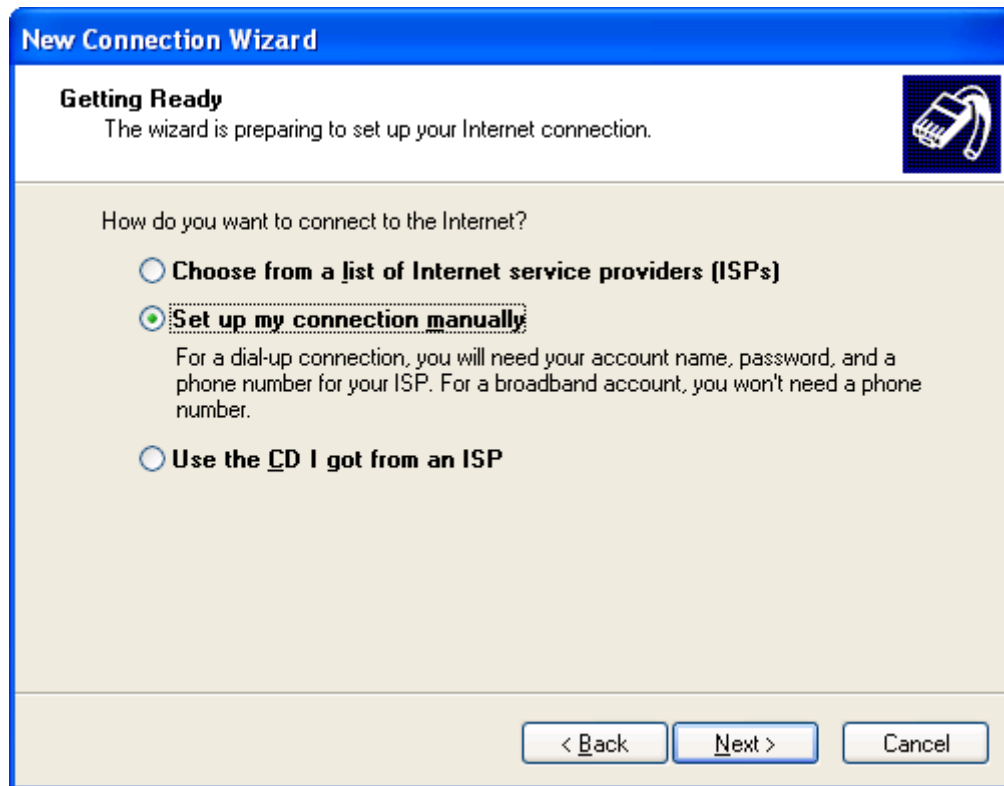 New Connection Wizard
Getting Ready
The wizard is preparing to set up your Internet connection.
How do you want to connect to the Internet?
Choose from a list of Internet service providers (ISPs)
Set up my connection manually
For a dial-up connection, you will need your account name, password, and a
phone number for your ISP. For a broadband account, you won't need a phone
number.
Use the CD I got from an ISP
< Back Next > Cancel